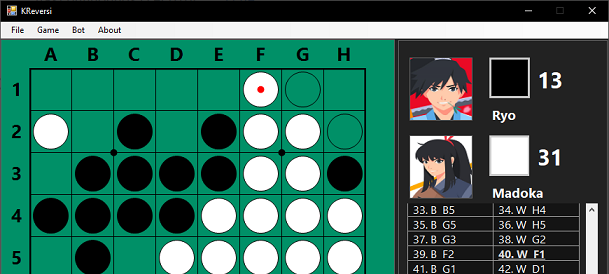 KReversi
File Game Bot About
A B C D E F G H
1
2
3
4
5
13
Ryo
31
Madoka
33. B B5 34. W H4
35. B G5 36. W H5
37. B G3 38. W G2
39. B F2 40. W F1
41. B G1 42. W D1